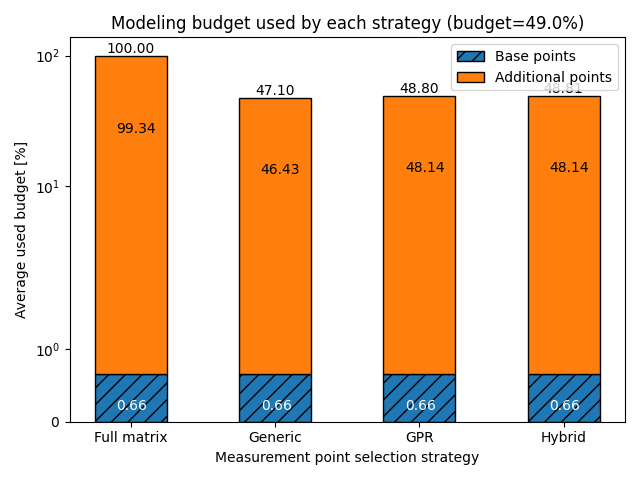 Modeling budget used by each strategy (budget=49.0%)
Base points
Additional points
100.00
47.10
48.80
48.81
99.34
46.43
48.14
48.14
0.66
0.66
0.66
0.66
10²
10¹
10⁰
0
Average used budget [%]
Full matrix
Generic
GPR
Hybrid
Measurement point selection strategy